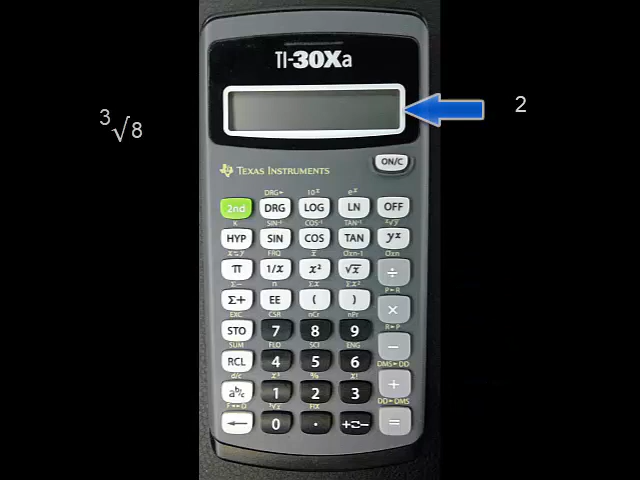 TI-30Xa
2
3√8
TEXAS INSTRUMENTS
ON/C
DRG 10ˣ e-x
2nd DRG LOG LN OFF
K SIN⁻¹ COS⁻¹ TAN⁻¹ ˣ√y
HYP SIN COS TAN yˣ
FRQ x̄ σxn-1 σxn
π 1/x x² √x ÷
Σ- n Σx Σx² P►R
Σ+ EE ( ) ×
EXC CSR nCr nPr R►P
STO 7 8 9 −
SUM FLO SCI ENG DMS►DD
RCL 4 5 6 +
d/c x³ x! DD►DMS
a b/c 1 2 3
F↔D FIX
← 0 . +⇄− =